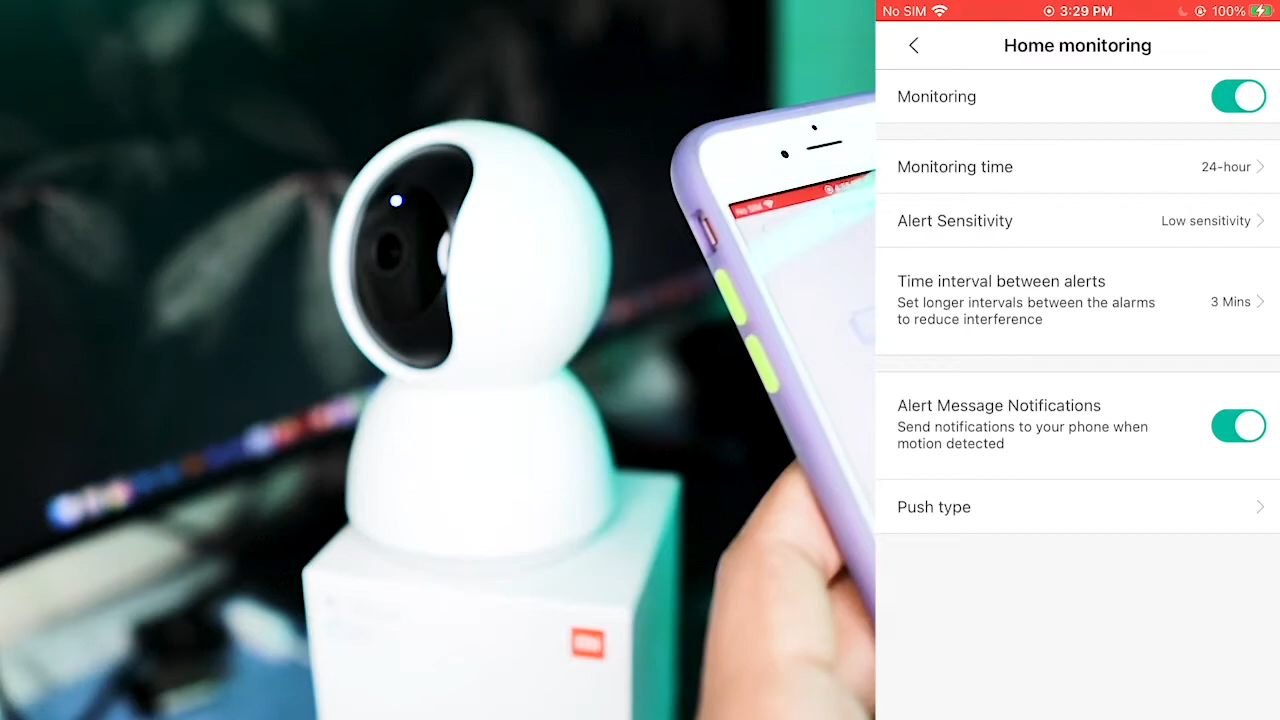 No SIM
3:29 PM
100%
Home monitoring
Monitoring
Monitoring time
24-hour
Alert Sensitivity
Low sensitivity
Time interval between alerts
Set longer intervals between the alarms
to reduce interference
3 Mins
Alert Message Notifications
Send notifications to your phone when
motion detected
Push type
No SIM